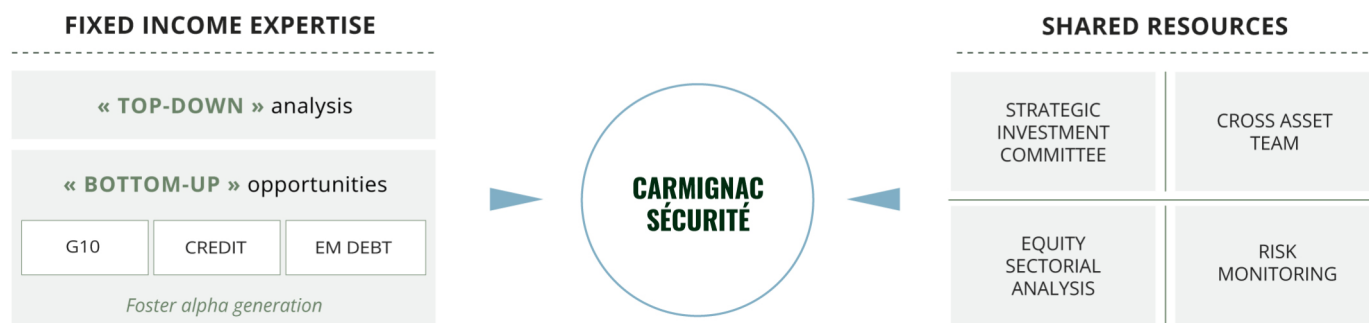 FIXED INCOME EXPERTISE
« TOP-DOWN » analysis
« BOTTOM-UP » opportunities
G10
CREDIT
EM DEBT
Foster alpha generation
CARMIGNAC
SÉCURITÉ
SHARED RESOURCES
STRATEGIC
INVESTMENT
COMMITTEE
CROSS ASSET
TEAM
EQUITY
SECTORIAL
ANALYSIS
RISK
MONITORING